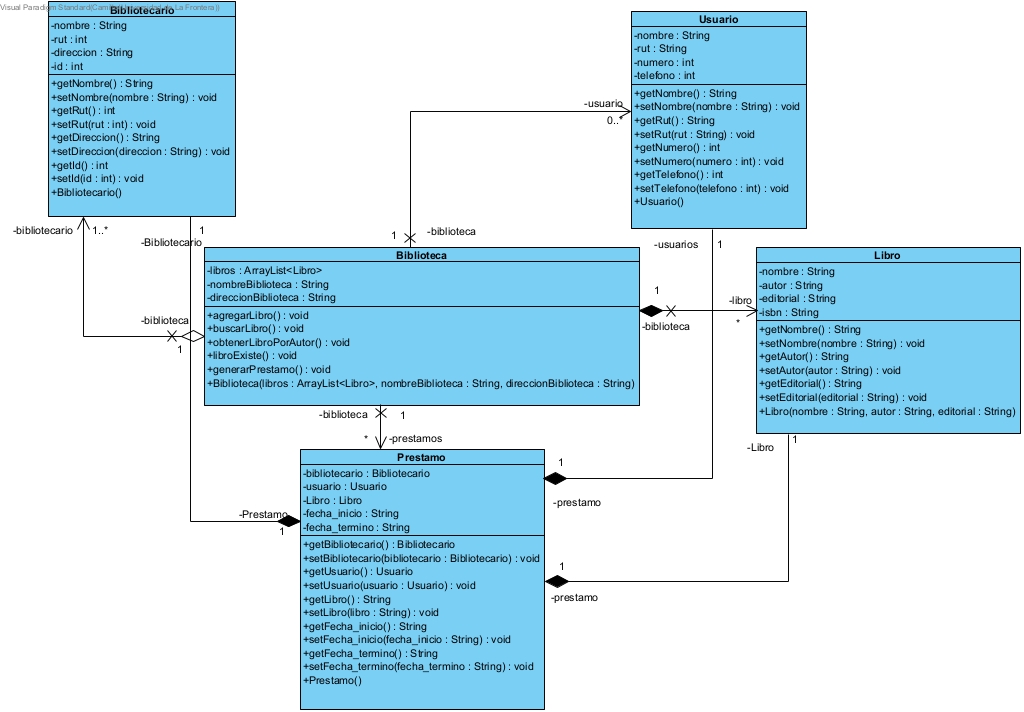 Visual Paradigm Standard(Cam La Frontera))
Bibliotecario
-nombre : String
-rut : int
-direccion : String
-id : int
+getNombre() : String
+setNombre(nombre : String) : void
+getRut() : int
+setRut(rut : int) : void
+getDireccion() : String
+setDireccion(direccion : String) : void
+getId() : int
+setId(id : int) : void
+Bibliotecario()
Usuario
-nombre : String
-rut : String
-numero : int
-telefono : int
+getNombre() : String
+setNombre(nombre : String) : void
+getRut() : String
+setRut(rut : String) : void
+getNumero() : int
+setNumero(numero : int) : void
+getTelefono() : int
+setTelefono(telefono : int) : void
+Usuario()
-usuario
0..*
-bibliotecario
1..*
1
-Bibliotecario
1
-biblioteca
-usuarios
1
Biblioteca
-libros : ArrayList<Libro>
-nombreBiblioteca : String
-direccionBiblioteca : String
+agregarLibro() : void
+buscarLibro() : void
+obtenerLibroPorAutor() : void
+libroExiste() : void
+generarPrestamo() : void
+Biblioteca(libros : ArrayList<Libro>, nombreBiblioteca : String, direccionBiblioteca : String)
-biblioteca
1
1
-biblioteca
-libro
*
Libro
-nombre : String
-autor : String
-editorial : String
-isbn : String
+getNombre() : String
+setNombre(nombre : String) : void
+getAutor() : String
+setAutor(autor : String) : void
+getEditorial() : String
+setEditorial(editorial : String) : void
+Libro(nombre : String, autor : String, editorial : String)
-biblioteca
1
*
-prestamos
-Libro
1
Prestamo
-bibliotecario : Bibliotecario
-usuario : Usuario
-Libro : Libro
-fecha_inicio : String
-fecha_termino : String
+getBibliotecario() : Bibliotecario
+setBibliotecario(bibliotecario : Bibliotecario) : void
+getUsuario() : Usuario
+setUsuario(usuario : Usuario) : void
+getLibro() : String
+setLibro(libro : String) : void
+getFecha_inicio() : String
+setFecha_inicio(fecha_inicio : String) : void
+getFecha_termino() : String
+setFecha_termino(fecha_termino : String) : void
+Prestamo()
-Prestamo
1
1
-prestamo
1
-prestamo